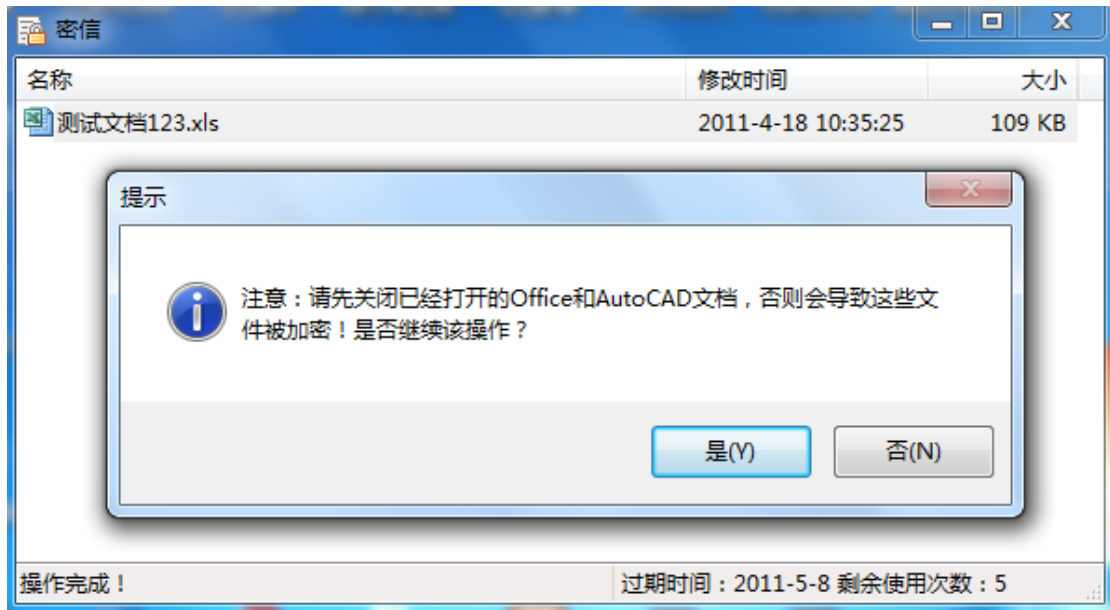 密信
名称 修改时间 大小
测试文档123.xls 2011-4-18 10:35:25 109 KB
提示
注意：请先关闭已经打开的Office和AutoCAD文档，否则会导致这些文
件被加密！是否继续该操作？
是(Y) 否(N)
操作完成！ 过期时间：2011-5-8 剩余使用次数：5